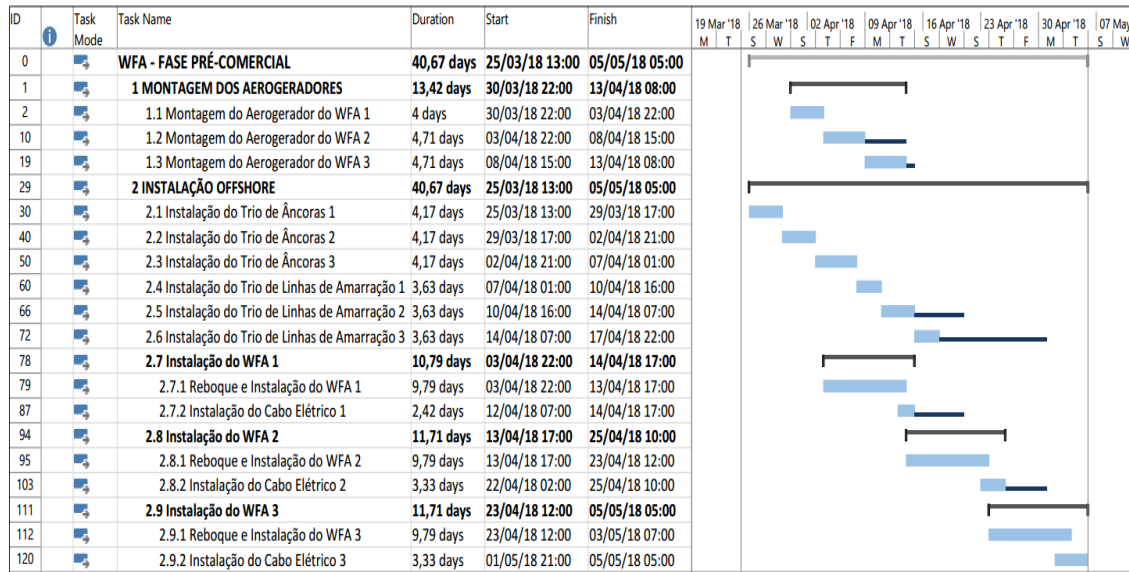 ID Task Mode Task Name Duration Start Finish 19 Mar '18 26 Mar '18 02 Apr '18 09 Apr '18 16 Apr '18 23 Apr '18 30 Apr '18 07 May
M T S W S T F M T S W S T F M T S W
0 WFA - FASE PRÉ-COMERCIAL 40,67 days 25/03/18 13:00 05/05/18 05:00
1 1 MONTAGEM DOS AEROGERADORES 13,42 days 30/03/18 22:00 13/04/18 08:00
2 1.1 Montagem do Aerogerador do WFA 1 4 days 30/03/18 22:00 03/04/18 22:00
10 1.2 Montagem do Aerogerador do WFA 2 4,71 days 03/04/18 22:00 08/04/18 15:00
19 1.3 Montagem do Aerogerador do WFA 3 4,71 days 08/04/18 15:00 13/04/18 08:00
29 2 INSTALAÇÃO OFFSHORE 40,67 days 25/03/18 13:00 05/05/18 05:00
30 2.1 Instalação do Trio de Âncoras 1 4,17 days 25/03/18 13:00 29/03/18 17:00
40 2.2 Instalação do Trio de Âncoras 2 4,17 days 29/03/18 17:00 02/04/18 21:00
50 2.3 Instalação do Trio de Âncoras 3 4,17 days 02/04/18 21:00 07/04/18 01:00
60 2.4 Instalação do Trio de Linhas de Amarração 1 3,63 days 07/04/18 01:00 10/04/18 16:00
66 2.5 Instalação do Trio de Linhas de Amarração 2 3,63 days 10/04/18 16:00 14/04/18 07:00
72 2.6 Instalação do Trio de Linhas de Amarração 3 3,63 days 14/04/18 07:00 17/04/18 22:00
78 2.7 Instalação do WFA 1 10,79 days 03/04/18 22:00 14/04/18 17:00
79 2.7.1 Reboque e Instalação do WFA 1 9,79 days 03/04/18 22:00 13/04/18 17:00
87 2.7.2 Instalação do Cabo Elétrico 1 2,42 days 12/04/18 07:00 14/04/18 17:00
94 2.8 Instalação do WFA 2 11,71 days 13/04/18 17:00 25/04/18 10:00
95 2.8.1 Reboque e Instalação do WFA 2 9,79 days 13/04/18 17:00 23/04/18 12:00
103 2.8.2 Instalação do Cabo Elétrico 2 3,33 days 22/04/18 02:00 25/04/18 10:00
111 2.9 Instalação do WFA 3 11,71 days 23/04/18 12:00 05/05/18 05:00
112 2.9.1 Reboque e Instalação do WFA 3 9,79 days 23/04/18 12:00 03/05/18 07:00
120 2.9.2 Instalação do Cabo Elétrico 3 3,33 days 01/05/18 21:00 05/05/18 05:00